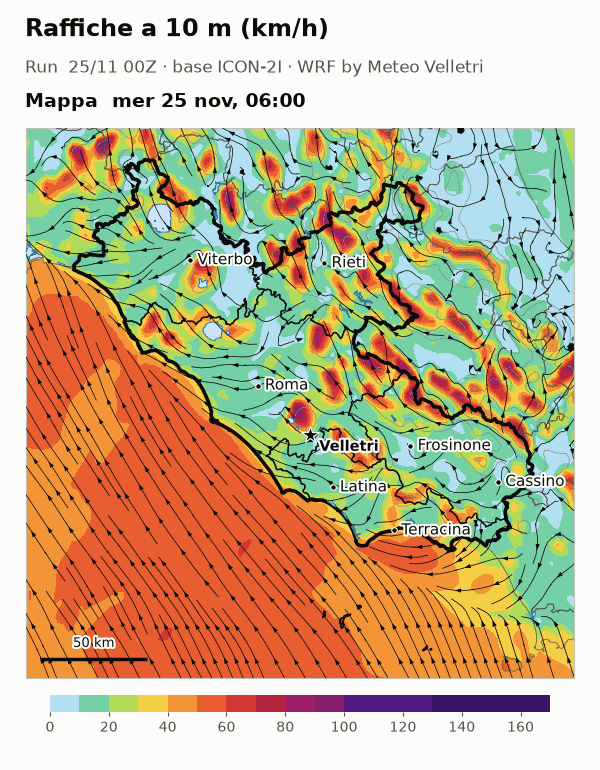 Raffiche a 10 m (km/h)
Run 25/11 00Z · base ICON-2I · WRF by Meteo Velletri
Mappa mer 25 nov, 06:00
Viterbo
Rieti
Roma
Velletri
Frosinone
Latina
Cassino
Terracina
50 km
0 20 40 60 80 100 120 140 160